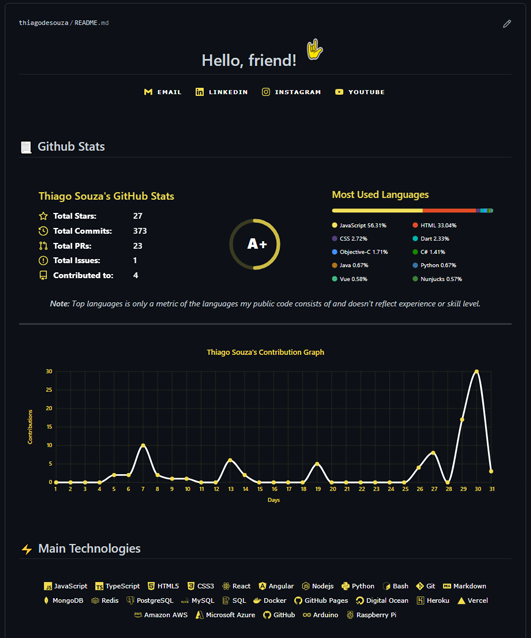 thiagodesouza/README.md
Hello, friend!
EMAIL LINKEDIN INSTAGRAM YOUTUBE
Github Stats
Thiago Souza's GitHub Stats
Total Stars: 27
Total Commits: 373
Total PRs: 23
Total Issues: 1
Contributed to: 4
A+
Most Used Languages
JavaScript 56.31% HTML 33.04%
CSS 2.72% Dart 2.33%
Objective-C 1.71% C# 1.41%
Java 0.67% Python 0.67%
Vue 0.58% Nunjucks 0.57%
Note: Top languages is only a metric of the languages my public code consists of and doesn't reflect experience or skill level.
Thiago Souza's Contribution Graph
Contributions
30
25
20
15
10
5
0
1 2 3 4 5 6 7 8 9 10 11 12 13 14 15 16 17 18 19 20 21 22 23 24 25 26 27 28 29 30 31
Days
Main Technologies
JavaScript TypeScript HTML5 CSS3 React Angular Nodejs Python Bash Git Markdown
MongoDB Redis PostgreSQL MySQL SQL Docker GitHub Pages Digital Ocean Heroku Vercel
Amazon AWS Microsoft Azure GitHub Arduino Raspberry Pi